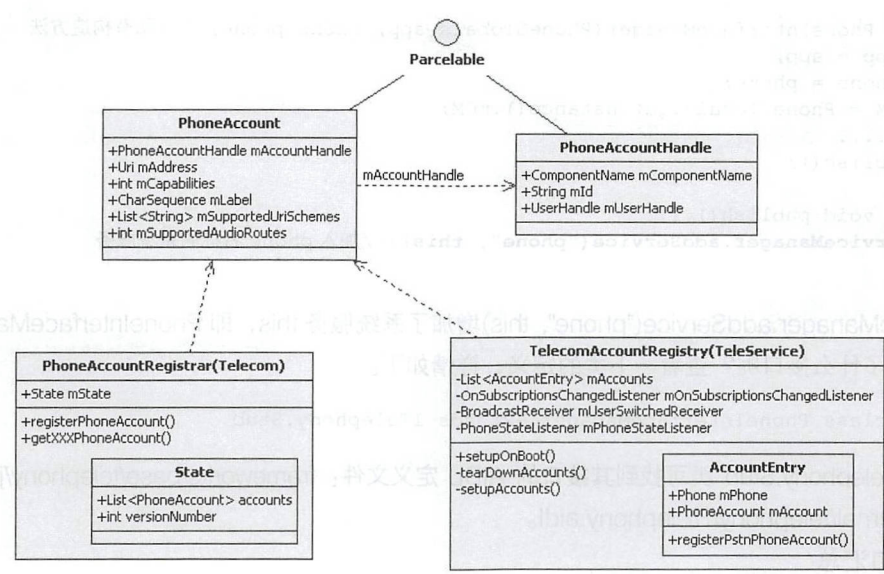 Parcelable
PhoneAccount
+PhoneAccountHandle mAccountHandle
+Uri mAddress
+int mCapabilities
+CharSequence mLabel
+List<String> mSupportedUriSchemes
+int mSupportedAudioRoutes
mAccountHandle
PhoneAccountHandle
+ComponentName mComponentName
+String mId
+UserHandle mUserHandle
PhoneAccountRegistrar(Telecom)
+State mState
+registerPhoneAccount()
+getXXXPhoneAccount()
State
+List<PhoneAccount> accounts
+int versionNumber
TelecomAccountRegistry(TeleService)
-List<AccountEntry> mAccounts
-OnSubscriptionsChangedListener mOnSubscriptionsChangedListener
-BroadcastReceiver mUserSwitchedReceiver
-PhoneStateListener mPhoneStateListener
+setupOnBoot()
-tearDownAccounts()
-setupAccounts()
AccountEntry
+Phone mPhone
+PhoneAccount mAccount
+registerPstnPhoneAccount()